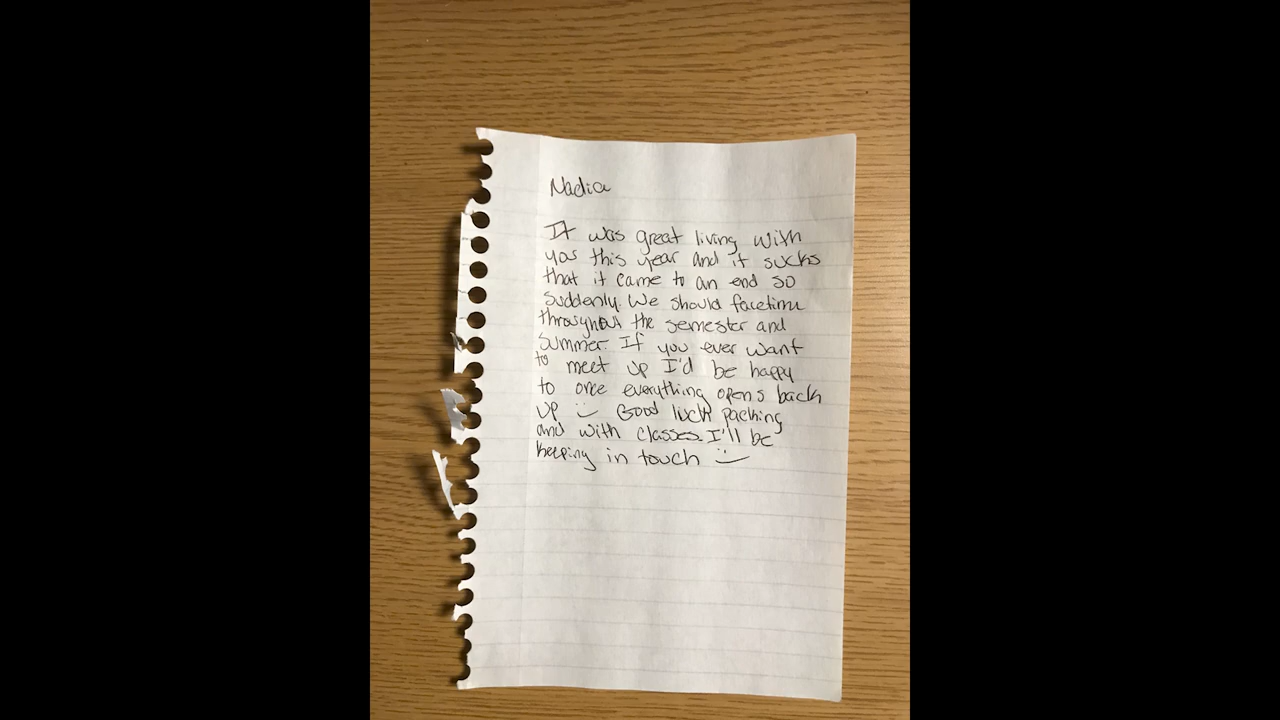 Nadia
It was great living with
you this year and it sucks
that it came to an end so
suddenly. We should facetime
throughout the semester and
summer. If you ever want
to meet up I'd be happy
to once everything opens back
up :) Good luck packing
and with classes. I'll be
keeping in touch :)